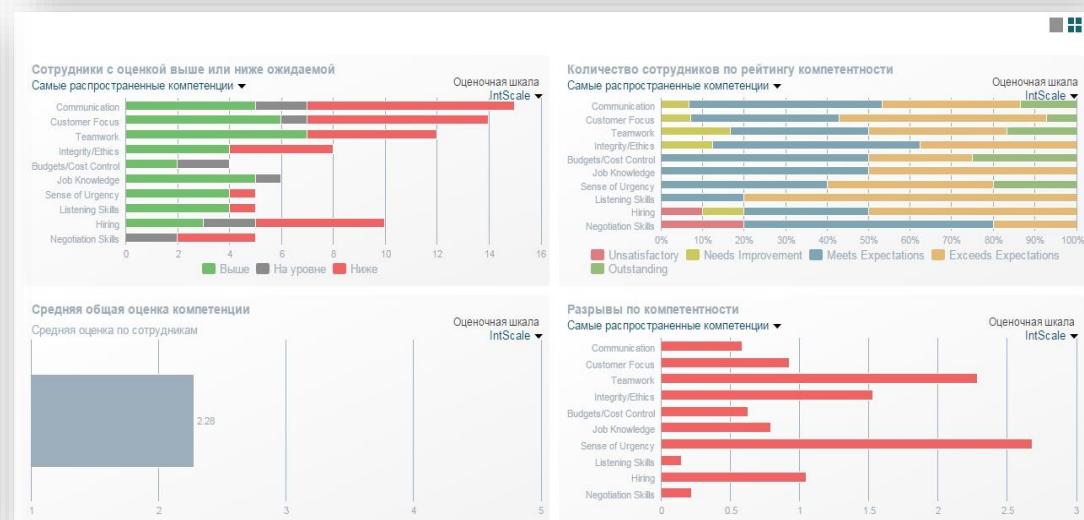 Сотрудники с оценкой выше или ниже ожидаемой
Самые распространенные компетенции
Оценочная шкала
IntScale
Communication
Customer Focus
Teamwork
Integrity/Ethics
Budgets/Cost Control
Job Knowledge
Sense of Urgency
Listening Skills
Hiring
Negotiation Skills
0 2 4 6 8 10 12 14 16
Выше На уровне Ниже
Количество сотрудников по рейтингу компетентности
Самые распространенные компетенции
Оценочная шкала
IntScale
Communication
Customer Focus
Teamwork
Integrity/Ethics
Budgets/Cost Control
Job Knowledge
Sense of Urgency
Listening Skills
Hiring
Negotiation Skills
0% 10% 20% 30% 40% 50% 60% 70% 80% 90% 100%
Unsatisfactory Needs Improvement Meets Expectations Exceeds Expectations
Outstanding
Средняя общая оценка компетенции
Средняя оценка по сотрудникам
Оценочная шкала
IntScale
2.28
1 2 3 4 5
Разрывы по компетентности
Самые распространенные компетенции
Оценочная шкала
IntScale
Communication
Customer Focus
Teamwork
Integrity/Ethics
Budgets/Cost Control
Job Knowledge
Sense of Urgency
Listening Skills
Hiring
Negotiation Skills
0 0.5 1 1.5 2 2.5 3